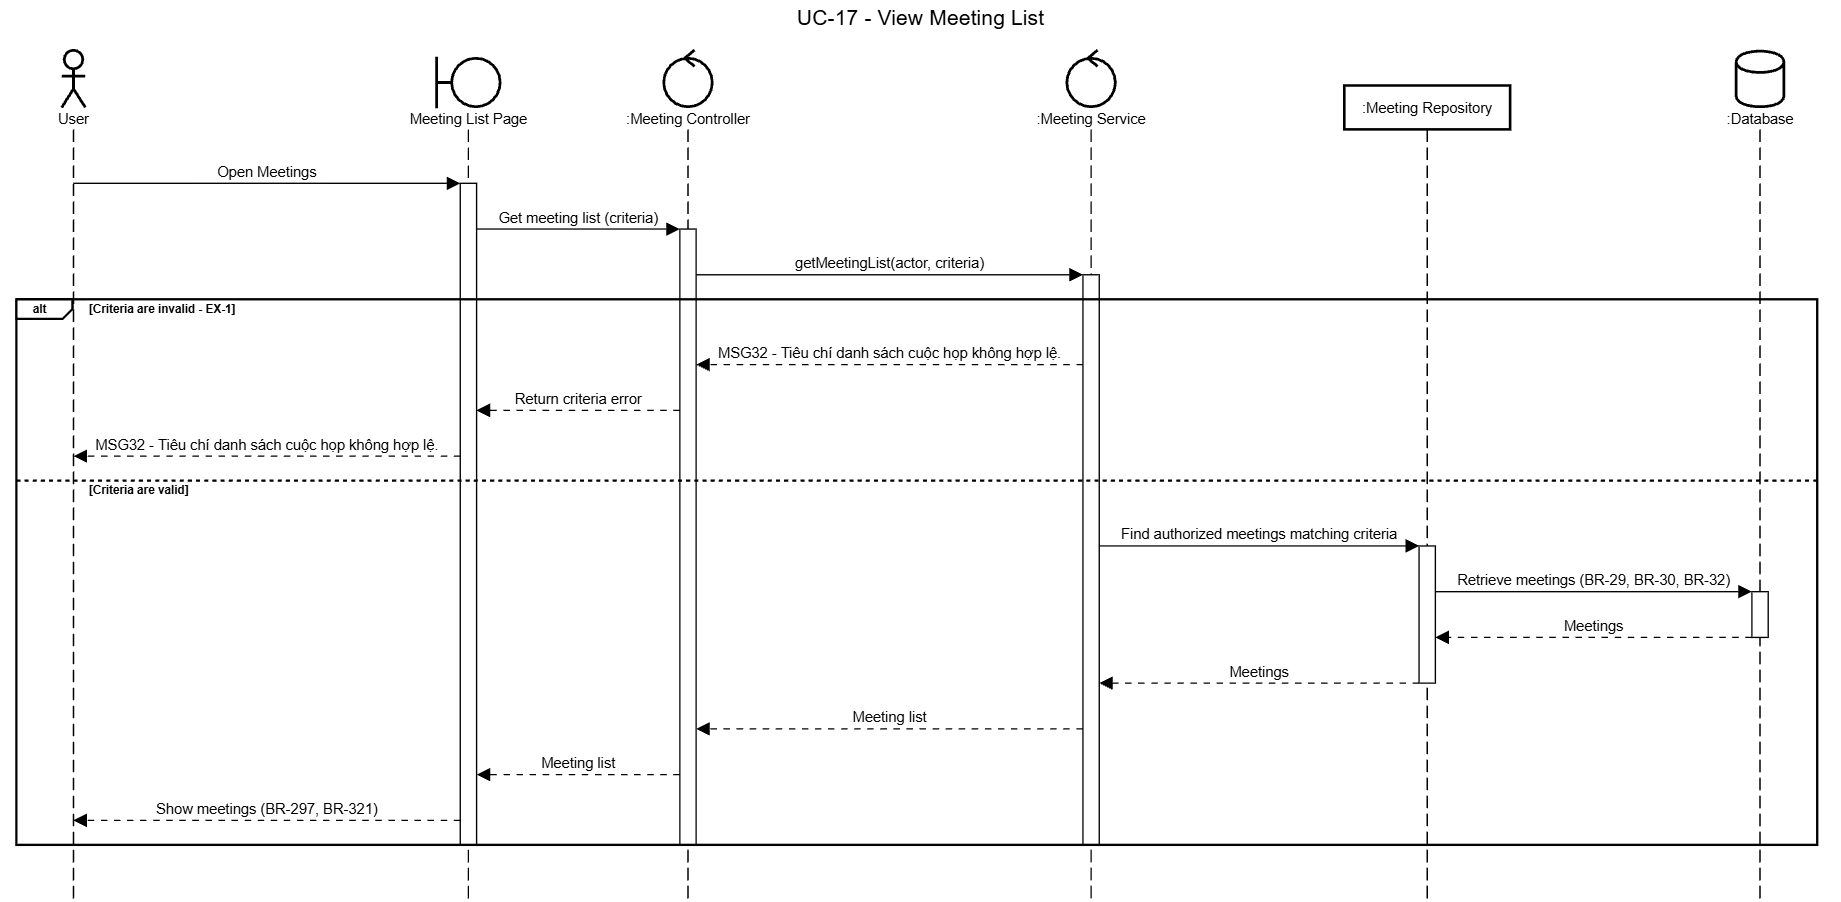 UC-17 - View Meeting List
User
Meeting List Page
:Meeting Controller
:Meeting Service
:Meeting Repository
:Database
Open Meetings
Get meeting list (criteria)
getMeetingList(actor, criteria)
alt
[Criteria are invalid - EX-1]
MSG32 - Tiêu chí danh sách cuộc họp không hợp lệ.
Return criteria error
MSG32 - Tiêu chí danh sách cuộc họp không hợp lệ.
[Criteria are valid]
Find authorized meetings matching criteria
Retrieve meetings (BR-29, BR-30, BR-32)
Meetings
Meetings
Meeting list
Meeting list
Show meetings (BR-297, BR-321)